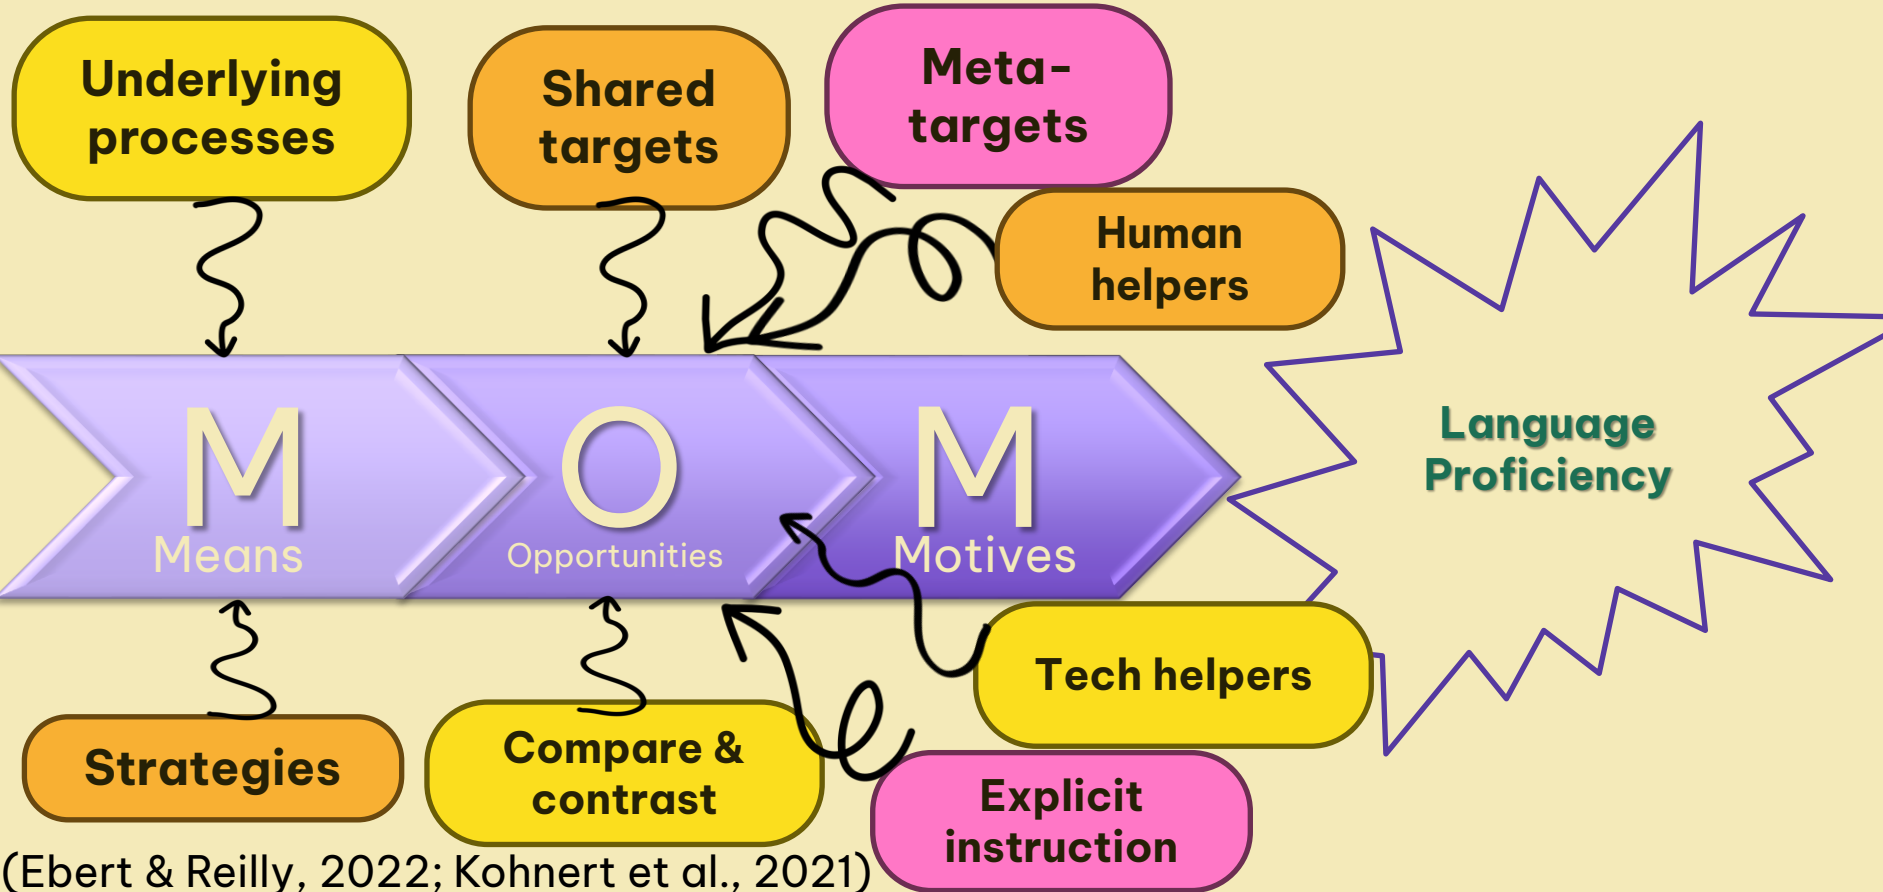 Underlying
processes
Shared
targets
Meta-
targets
Human
helpers
M
Means
O
Opportunities
M
Motives
Language
Proficiency
Strategies
Compare &
contrast
Tech helpers
Explicit
instruction
(Ebert & Reilly, 2022; Kohnert et al., 2021)